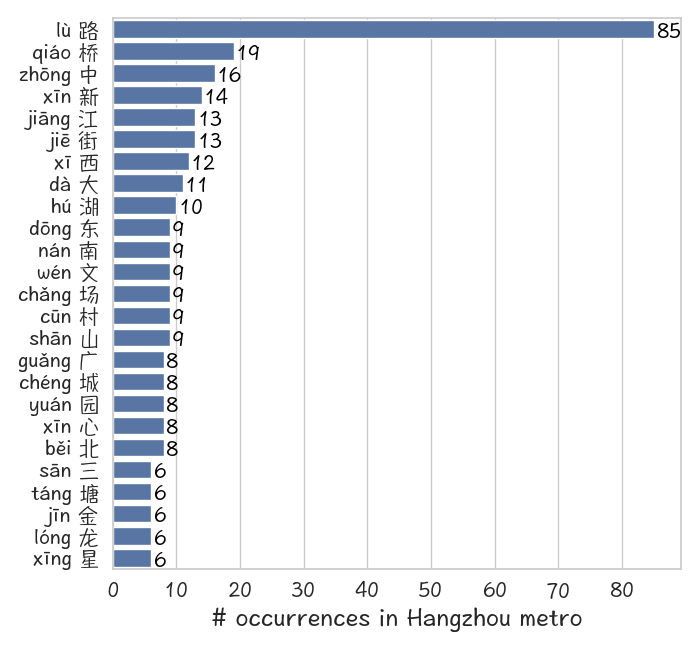 lù 路 85
qiáo 桥 19
zhōng 中 16
xīn 新 14
jiāng 江 13
jiē 街 13
xī 西 12
dà 大 11
hú 湖 10
dōng 东 9
nán 南 9
wén 文 9
chǎng 场 9
cūn 村 9
shān 山 9
guǎng 广 8
chéng 城 8
yuán 园 8
xīn 心 8
běi 北 8
sān 三 6
táng 塘 6
jīn 金 6
lóng 龙 6
xīng 星 6
0 10 20 30 40 50 60 70 80
# occurrences in Hangzhou metro